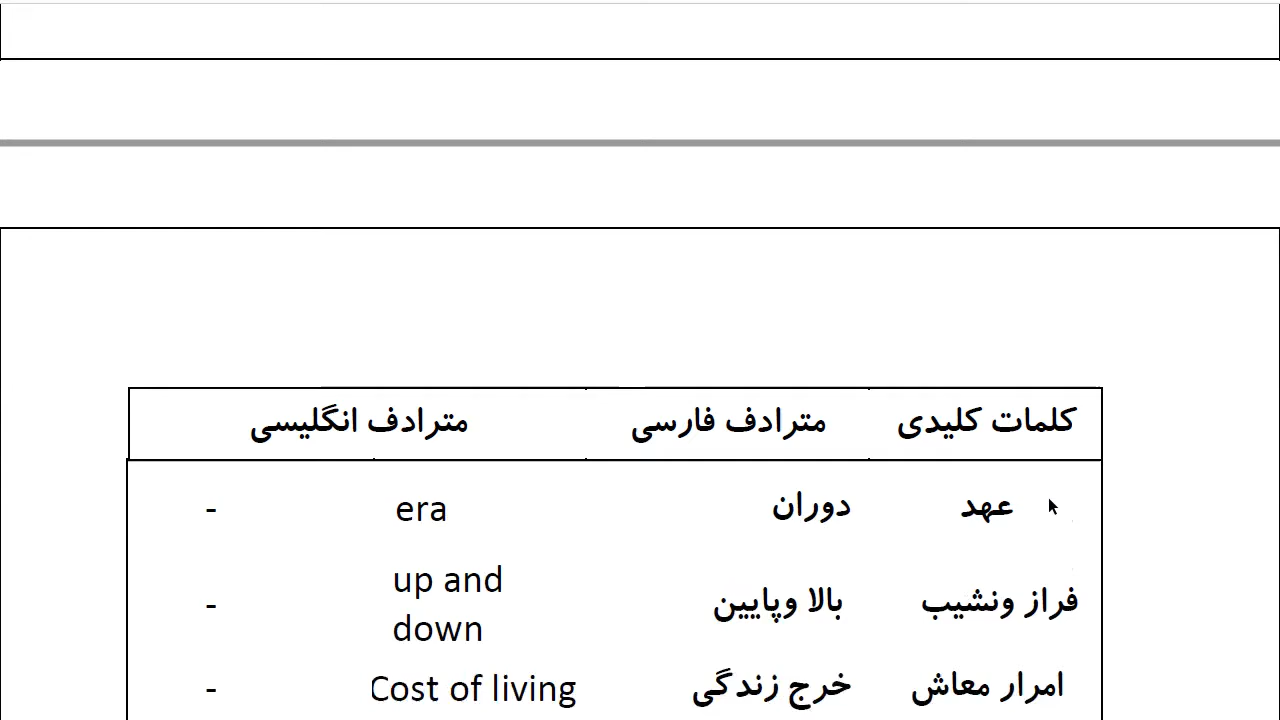 کلمات کلیدی مترادف فارسی مترادف انگلیسی
عهد دوران era -
فراز ونشیب بالا وپایین up and down -
امرار معاش خرج زندگی Cost of living -